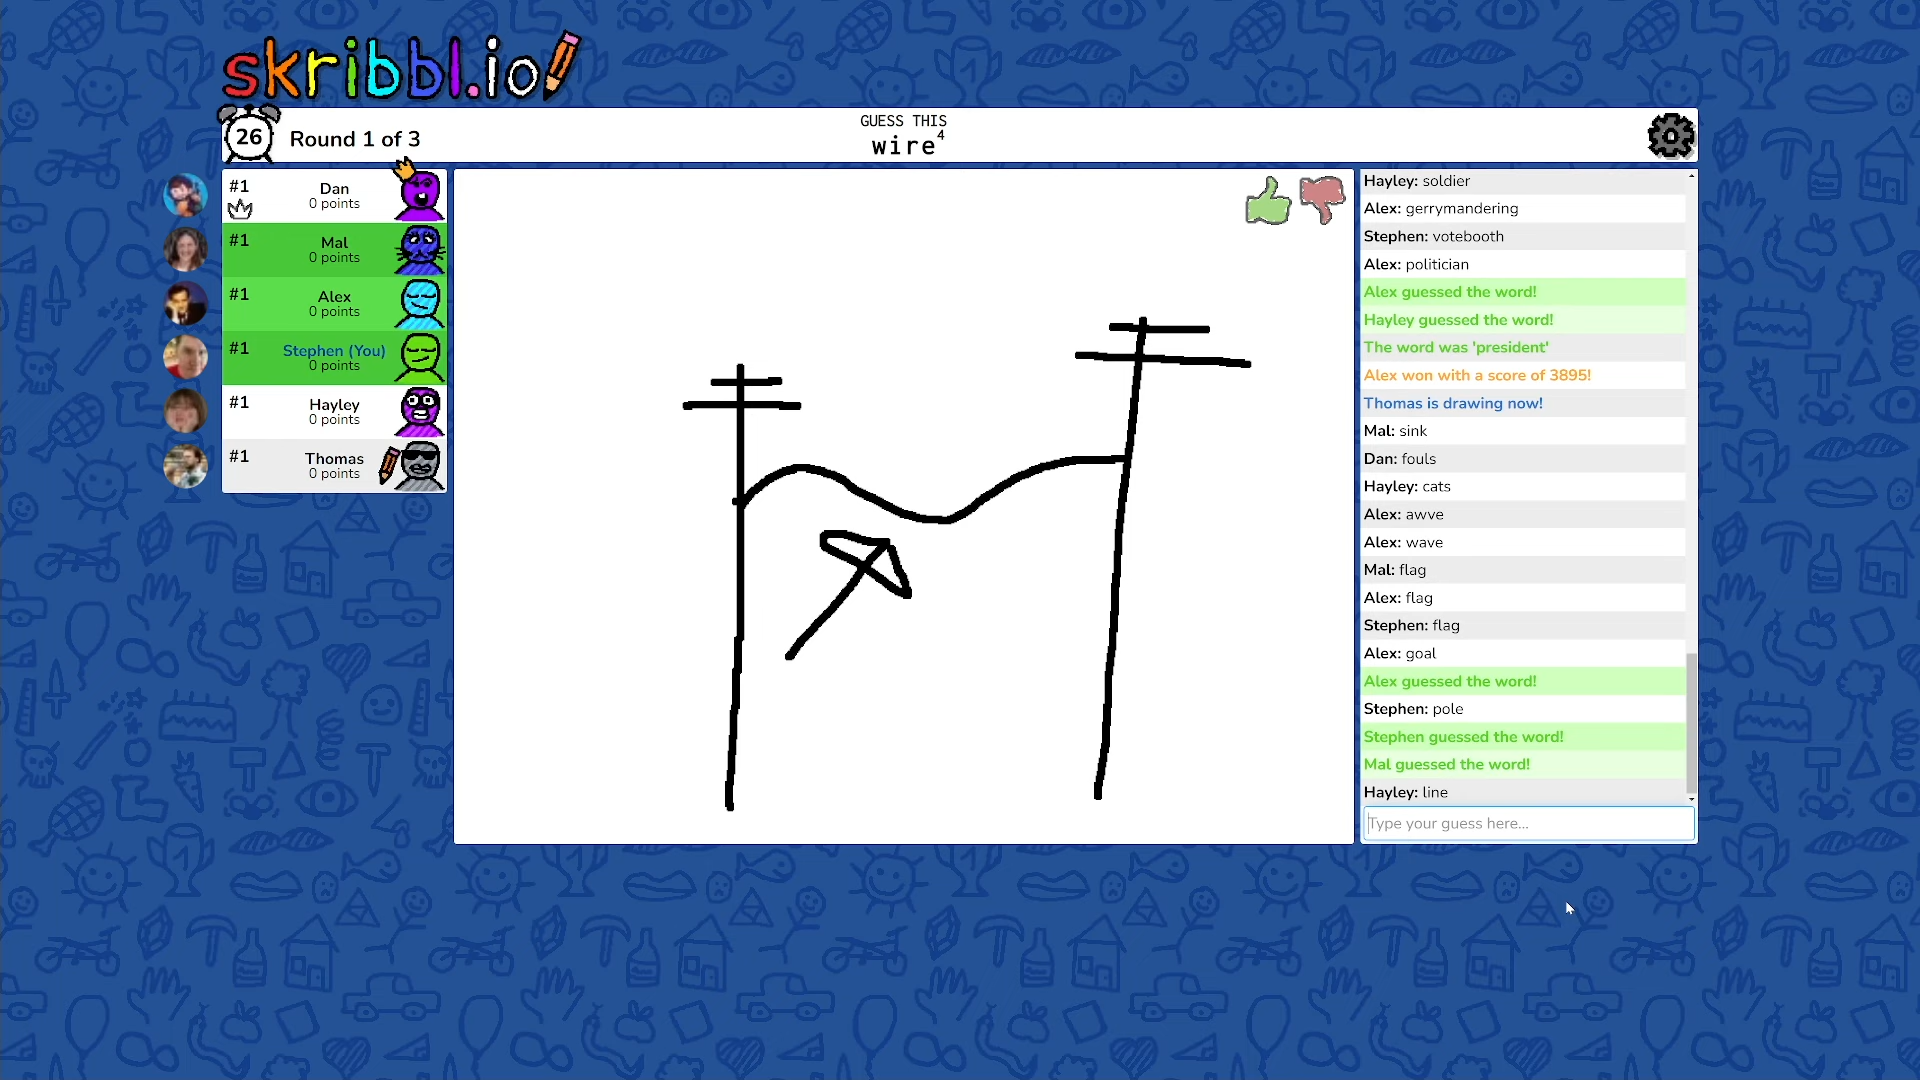 skribbl.io
26
Round 1 of 3
GUESS THIS
wire 4
#1 Dan
0 points
#1 Mal
0 points
#1 Alex
0 points
#1 Stephen (You)
0 points
#1 Hayley
0 points
#1 Thomas
0 points
Hayley: soldier
Alex: gerrymandering
Stephen: votebooth
Alex: politician
Alex guessed the word!
Hayley guessed the word!
The word was 'president'
Alex won with a score of 3895!
Thomas is drawing now!
Mal: sink
Dan: fouls
Hayley: cats
Alex: awve
Alex: wave
Mal: flag
Alex: flag
Stephen: flag
Alex: goal
Alex guessed the word!
Stephen: pole
Stephen guessed the word!
Mal guessed the word!
Hayley: line
Type your guess here...